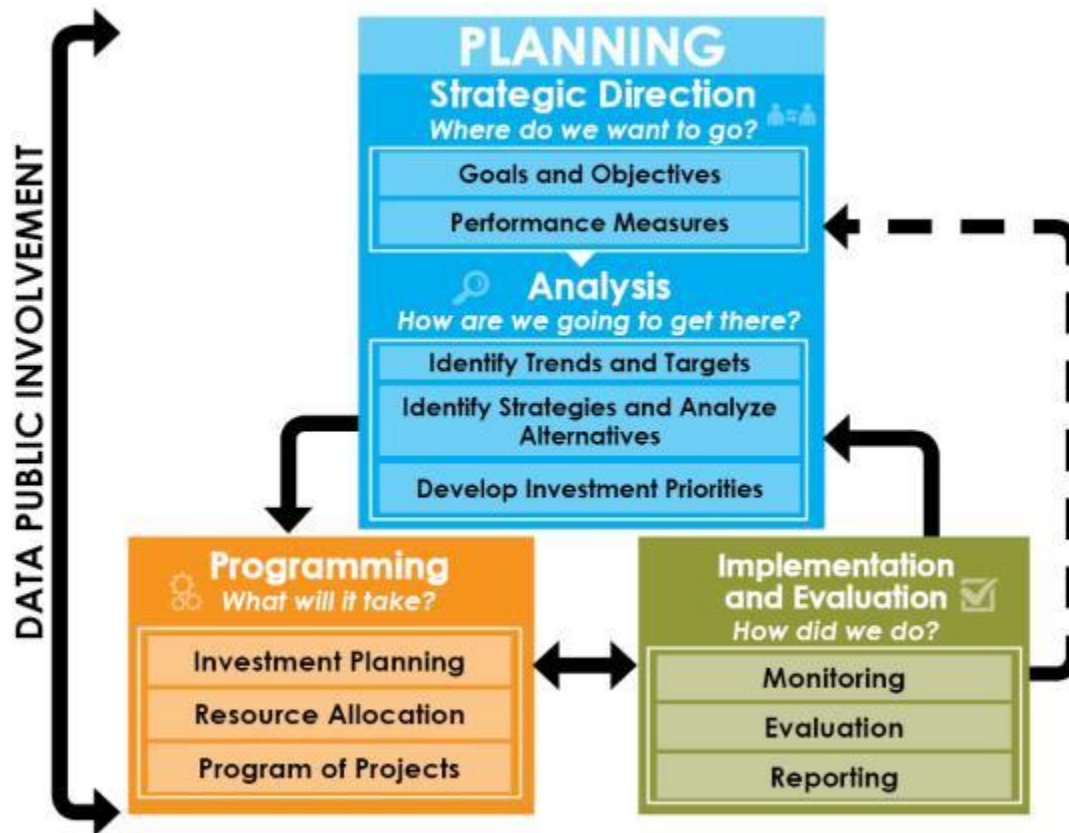 DATA PUBLIC INVOLVEMENT
PLANNING
Strategic Direction
Where do we want to go?
Goals and Objectives
Performance Measures
Analysis
How are we going to get there?
Identify Trends and Targets
Identify Strategies and Analyze
Alternatives
Develop Investment Priorities
Programming
What will it take?
Investment Planning
Resource Allocation
Program of Projects
Implementation
and Evaluation
How did we do?
Monitoring
Evaluation
Reporting